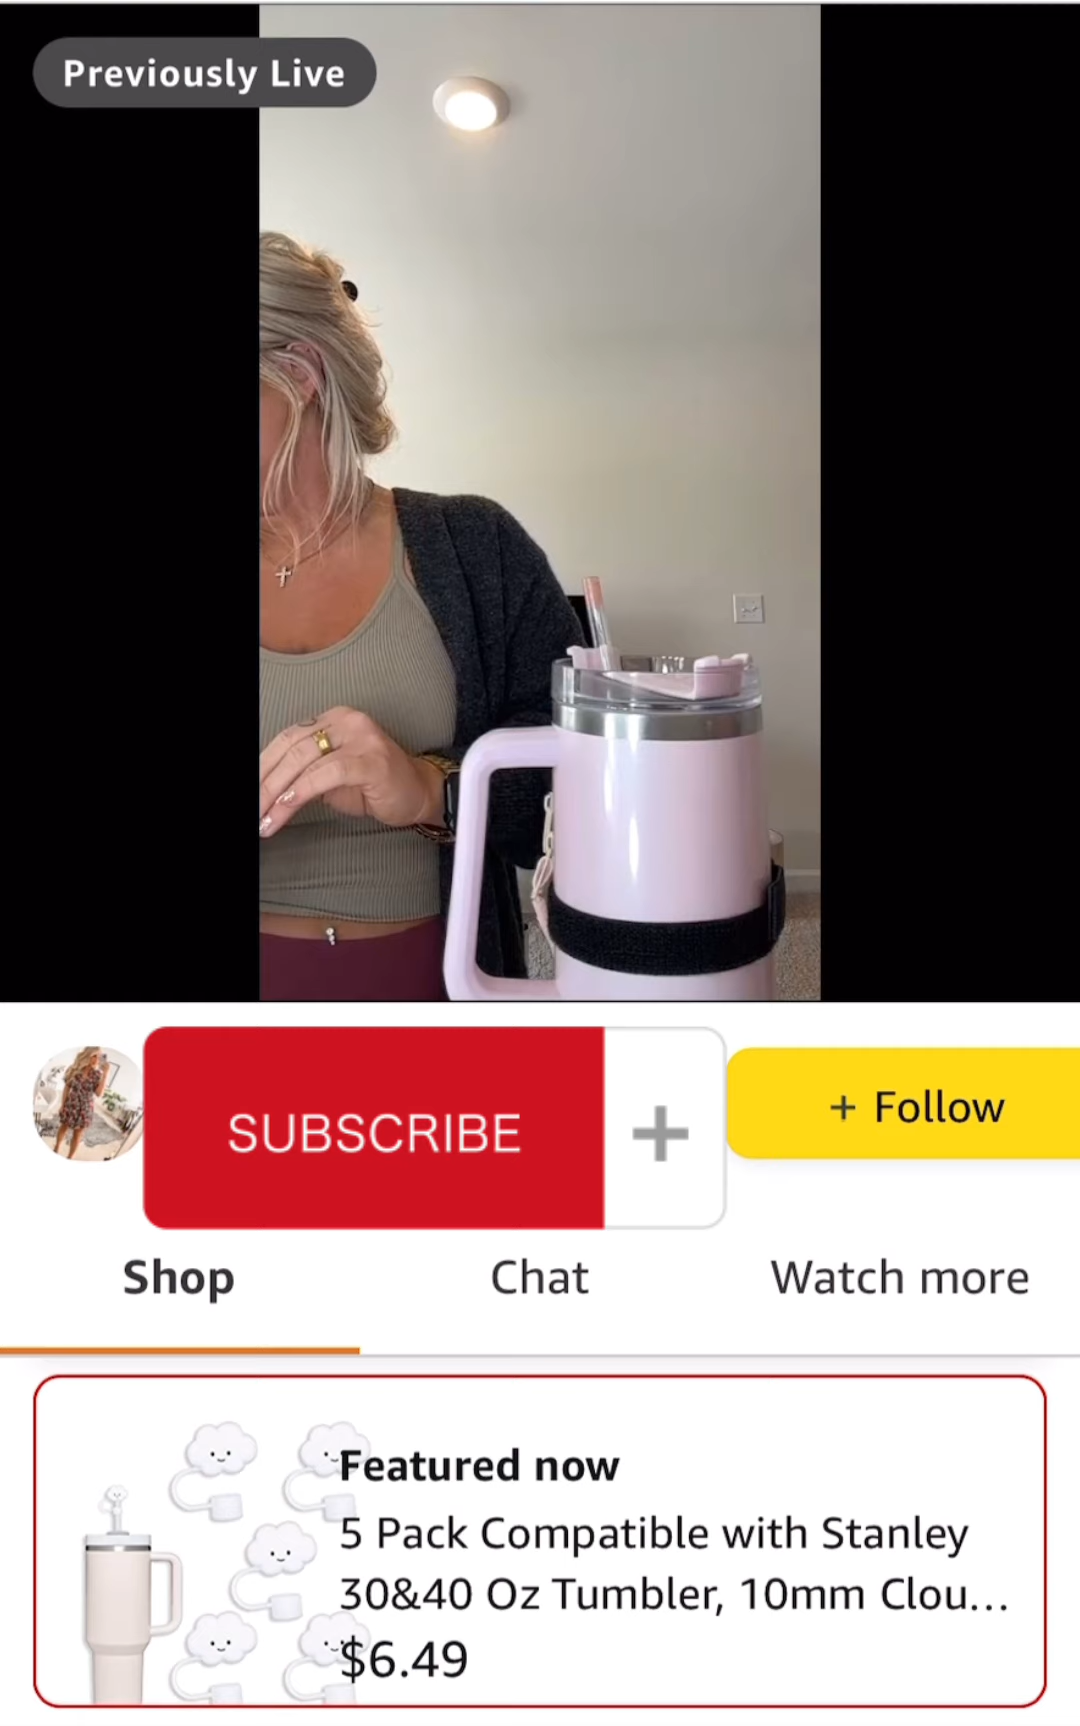 Previously Live
SUBSCRIBE
+
+ Follow
Shop
Chat
Watch more
Featured now
5 Pack Compatible with Stanley
30&40 Oz Tumbler, 10mm Clou...
$6.49